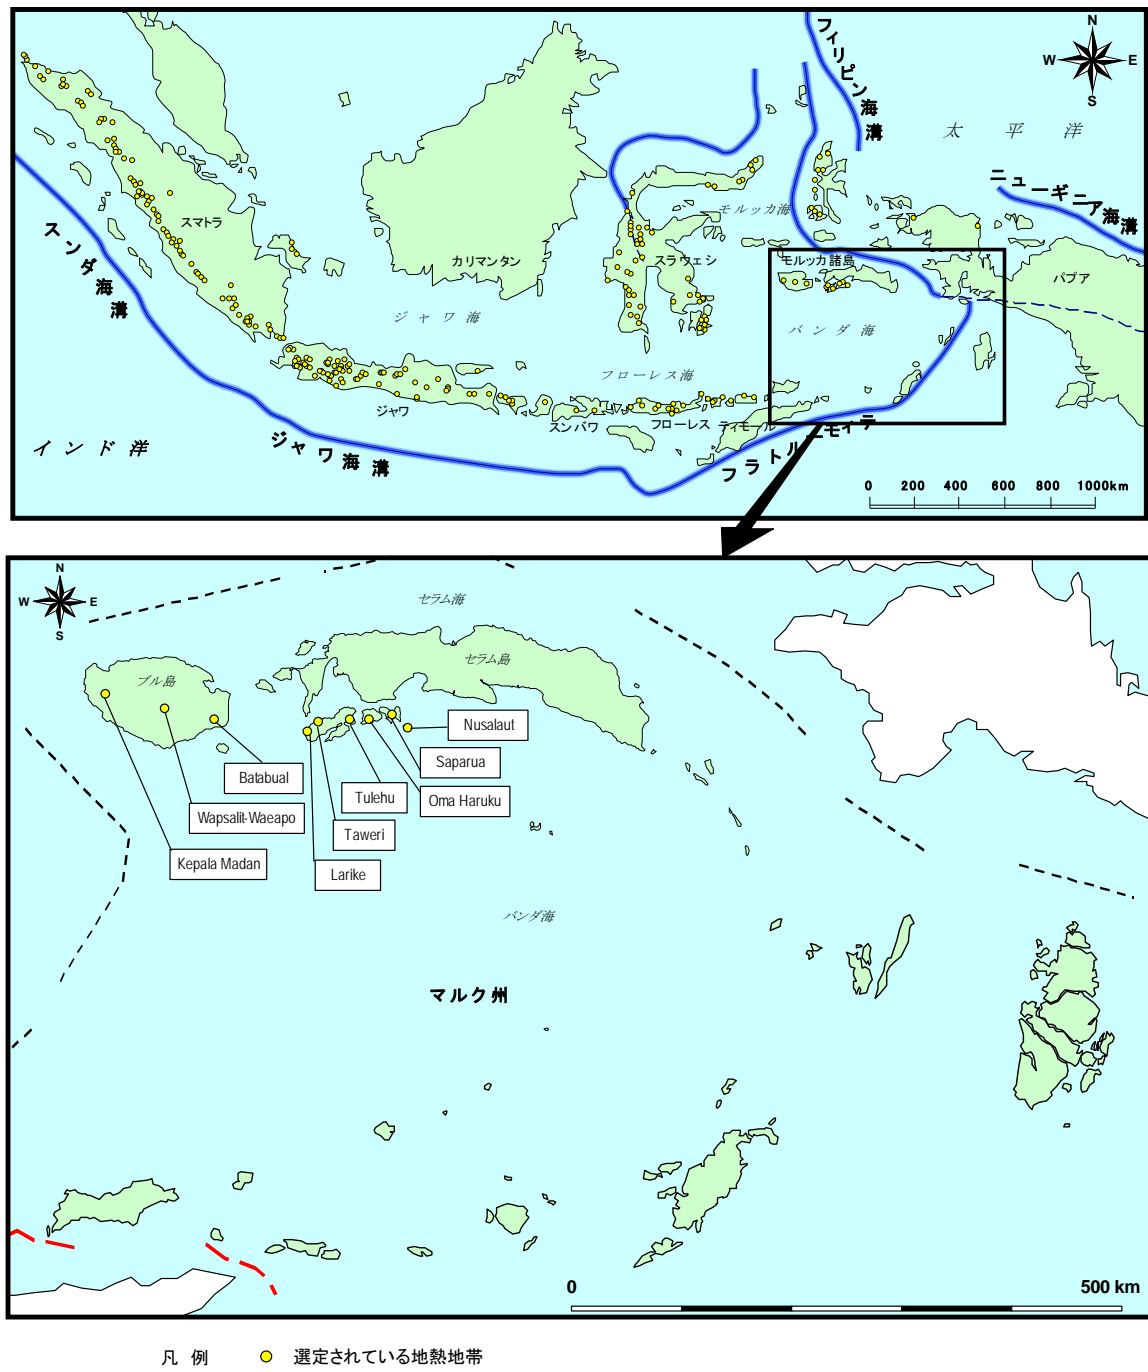 N
W E
S
フィリピン海溝
太平洋
ニューギニア海溝
スマトラ
モルッカ海
スンダ海溝
カリマンタン
スラウェシ
モルッカ諸島
パプア
ジャワ海
バンダ海
フローレス海
ジャワ
スンバワ
フローレス
ティモール
インド洋
ジャワ海溝
ティモールトラフ
0 200 400 600 800 1000km
N
W E
S
セラム海
セラム島
ブル島
Nusalaut
Saparua
Batabual
Tulehu
Oma Haruku
Wapsalit-Waeapo
Taweri
Kepala Madan
Larike
バンダ海
マルク州
0 500 km
凡例 選定されている地熱地帯